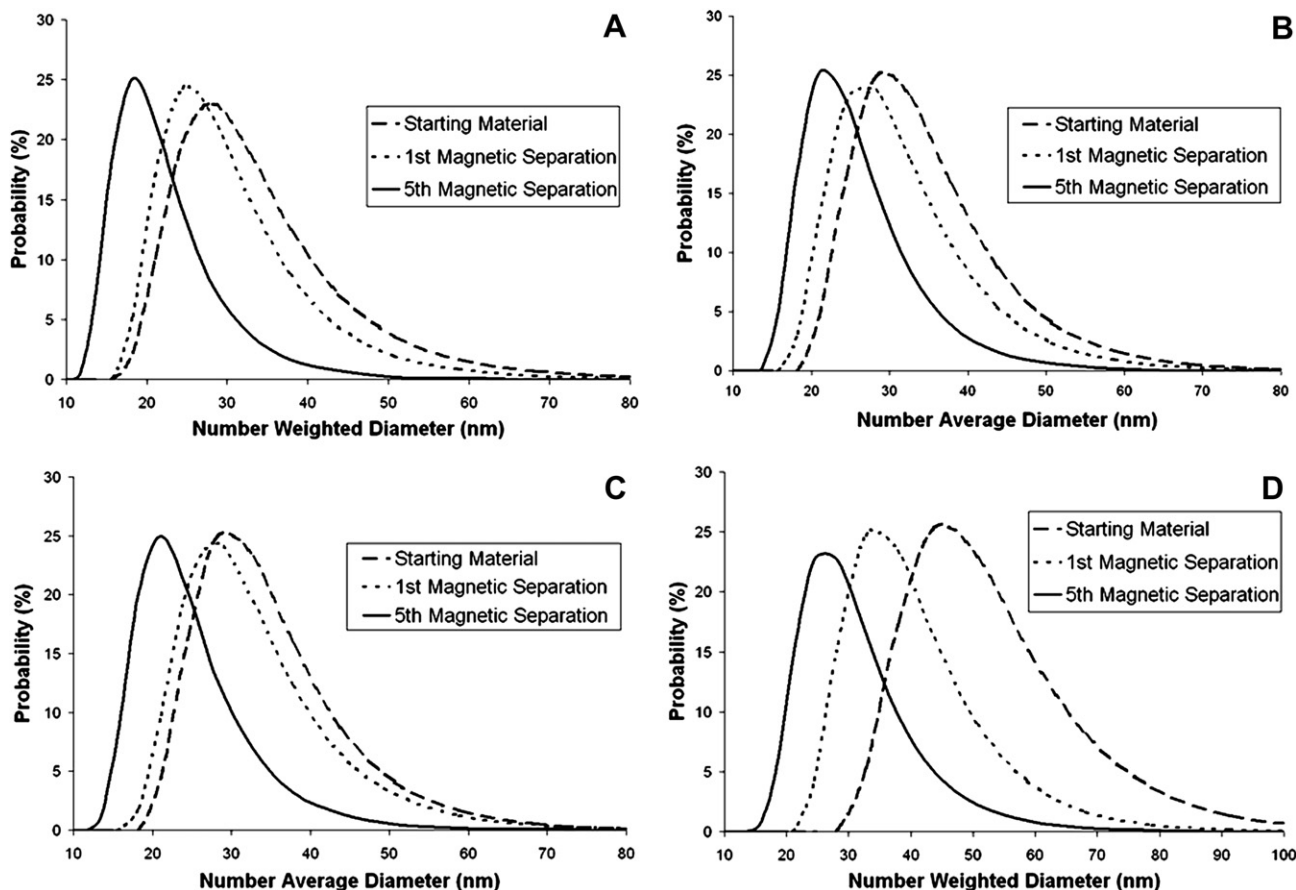 A
30
25
20
15
10
5
0
Probability (%)
Starting Material
1st Magnetic Separation
5th Magnetic Separation
10 20 30 40 50 60 70 80
Number Weighted Diameter (nm)
B
30
25
20
15
10
5
0
Probability (%)
Starting Material
1st Magnetic Separation
5th Magnetic Separation
10 20 30 40 50 60 70 80
Number Average Diameter (nm)
C
30
25
20
15
10
5
0
Probability (%)
Starting Material
1st Magnetic Separation
5th Magnetic Separation
10 20 30 40 50 60 70 80
Number Average Diameter (nm)
D
30
25
20
15
10
5
0
Probability (%)
Starting Material
1st Magnetic Separation
5th Magnetic Separation
10 20 30 40 50 60 70 80 90 100
Number Weighted Diameter (nm)